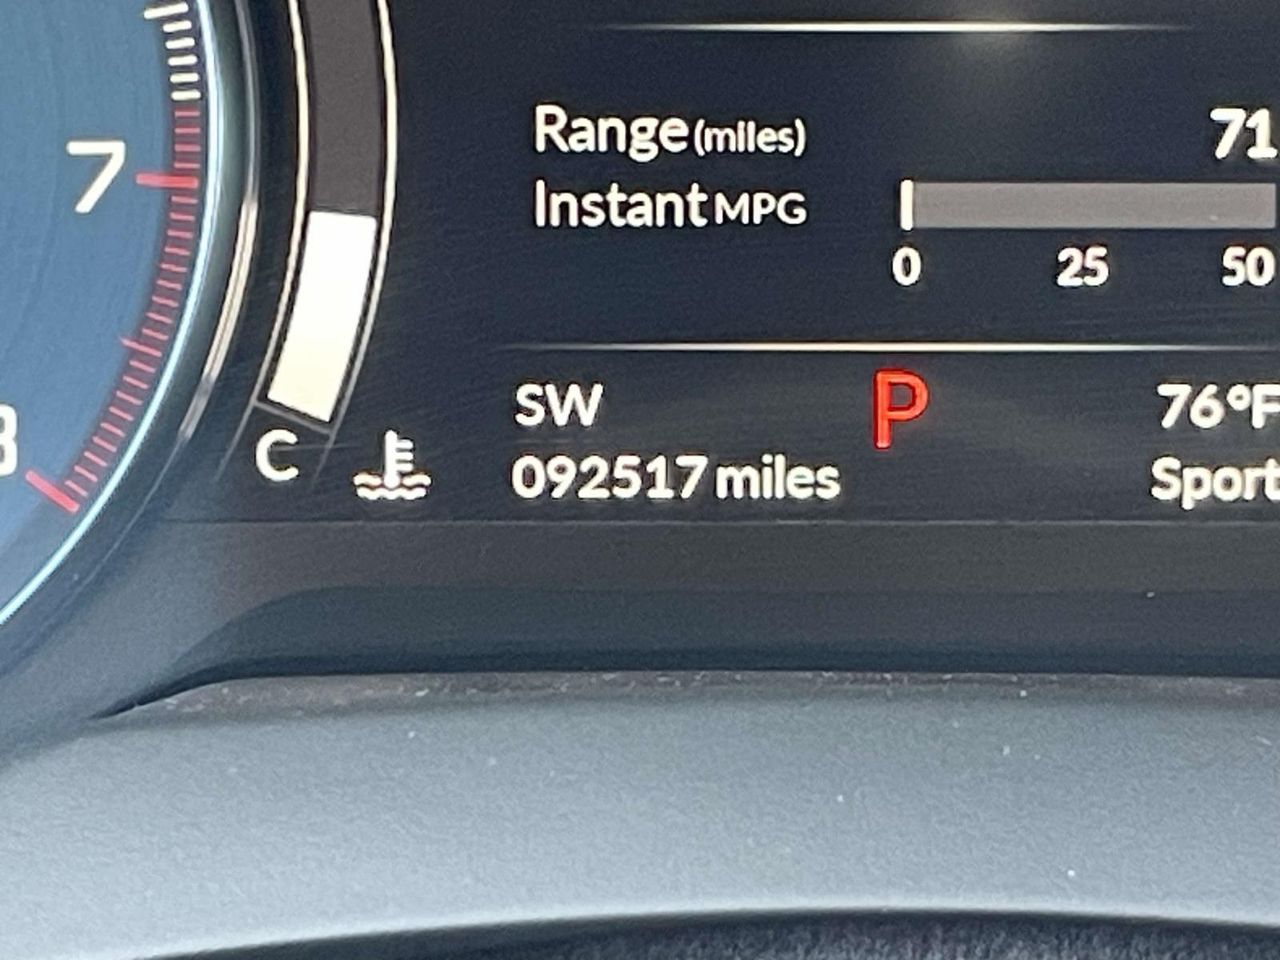 7
Range (miles) 71
Instant MPG
0 25 50
SW P 76°F
C 092517 miles Sport